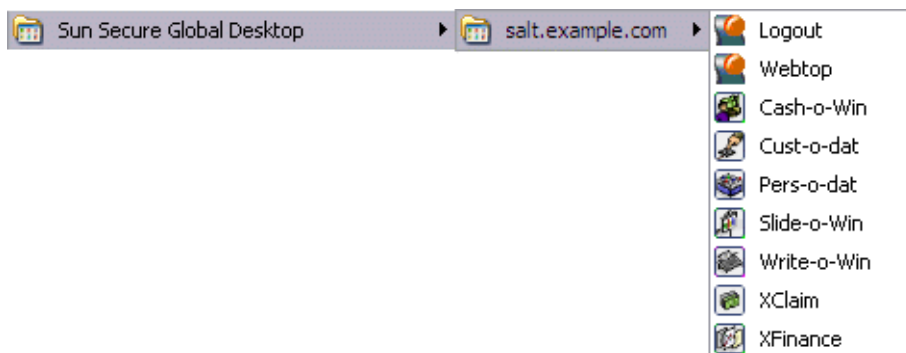 Sun Secure Global Desktop
salt.example.com
Logout
Webtop
Cash-o-Win
Cust-o-dat
Pers-o-dat
Slide-o-Win
Write-o-Win
XClaim
XFinance